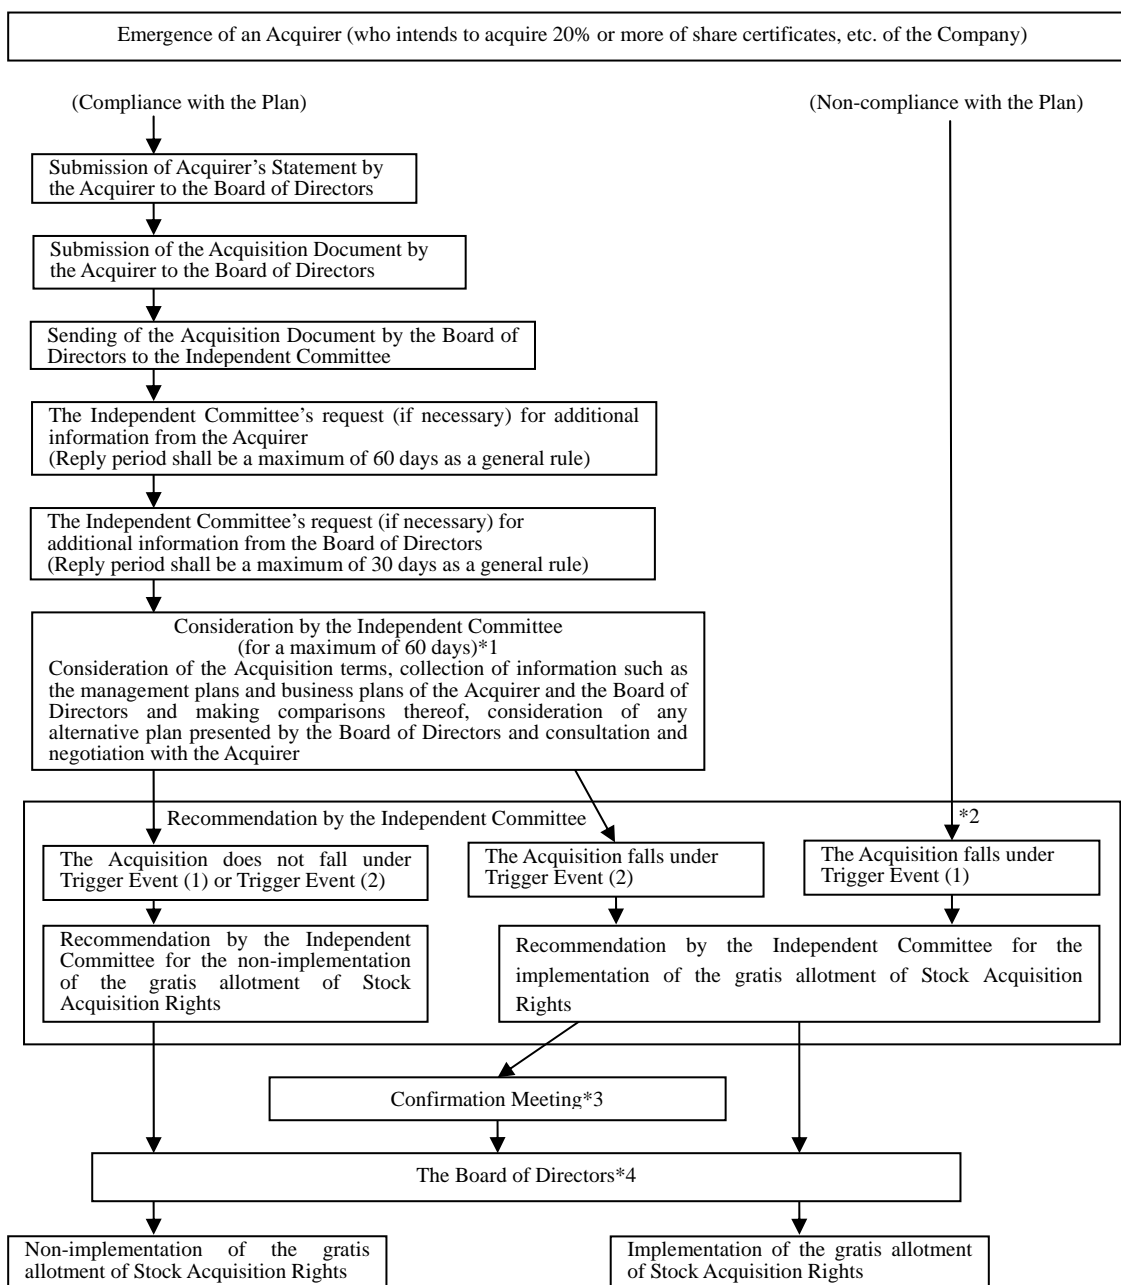 Emergence of an Acquirer (who intends to acquire 20% or more of share certificates, etc. of the Company)
(Compliance with the Plan)
(Non-compliance with the Plan)
Submission of Acquirer's Statement by
the Acquirer to the Board of Directors
Submission of the Acquisition Document by
the Acquirer to the Board of Directors
Sending of the Acquisition Document by the Board of
Directors to the Independent Committee
The Independent Committee's request (if necessary) for additional
information from the Acquirer
(Reply period shall be a maximum of 60 days as a general rule)
The Independent Committee's request (if necessary) for
additional information from the Board of Directors
(Reply period shall be a maximum of 30 days as a general rule)
Consideration by the Independent Committee
(for a maximum of 60 days)*1
Consideration of the Acquisition terms, collection of information such as
the management plans and business plans of the Acquirer and the Board of
Directors and making comparisons thereof, consideration of any
alternative plan presented by the Board of Directors and consultation and
negotiation with the Acquirer
Recommendation by the Independent Committee
*2
The Acquisition does not fall under
Trigger Event (1) or Trigger Event (2)
The Acquisition falls under
Trigger Event (2)
The Acquisition falls under
Trigger Event (1)
Recommendation by the Independent
Committee for the non-implementation
of the gratis allotment of Stock
Acquisition Rights
Recommendation by the Independent Committee for the
implementation of the gratis allotment of Stock Acquisition
Rights
Confirmation Meeting*3
The Board of Directors*4
Non-implementation of the gratis
allotment of Stock Acquisition Rights
Implementation of the gratis allotment
of Stock Acquisition Rights